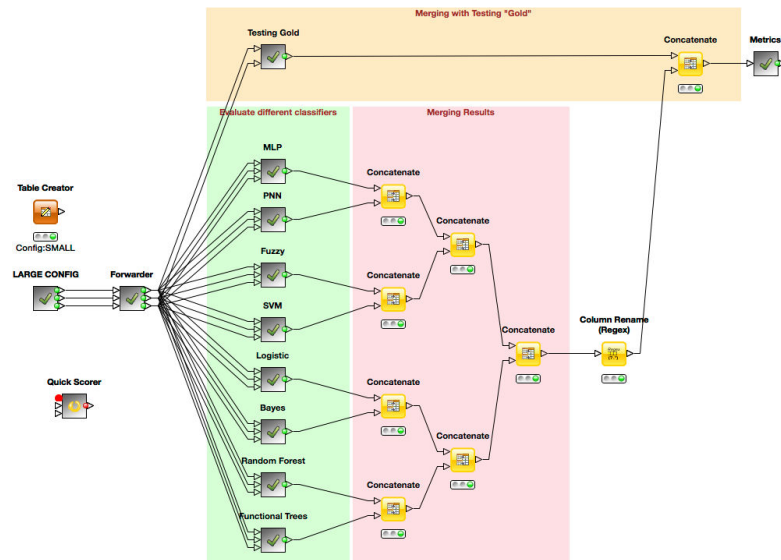 Merging with Testing "Gold"
Testing Gold
Concatenate
Metrics
Evaluate different classifiers
Merging Results
MLP
Concatenate
Table Creator
PNN
Concatenate
Config:SMALL
Fuzzy
LARGE CONFIG
Forwarder
Concatenate
SVM
Concatenate
Column Rename
(Regex)
Logistic
Quick Scorer
Concatenate
Bayes
Concatenate
Random Forest
Concatenate
Functional Trees